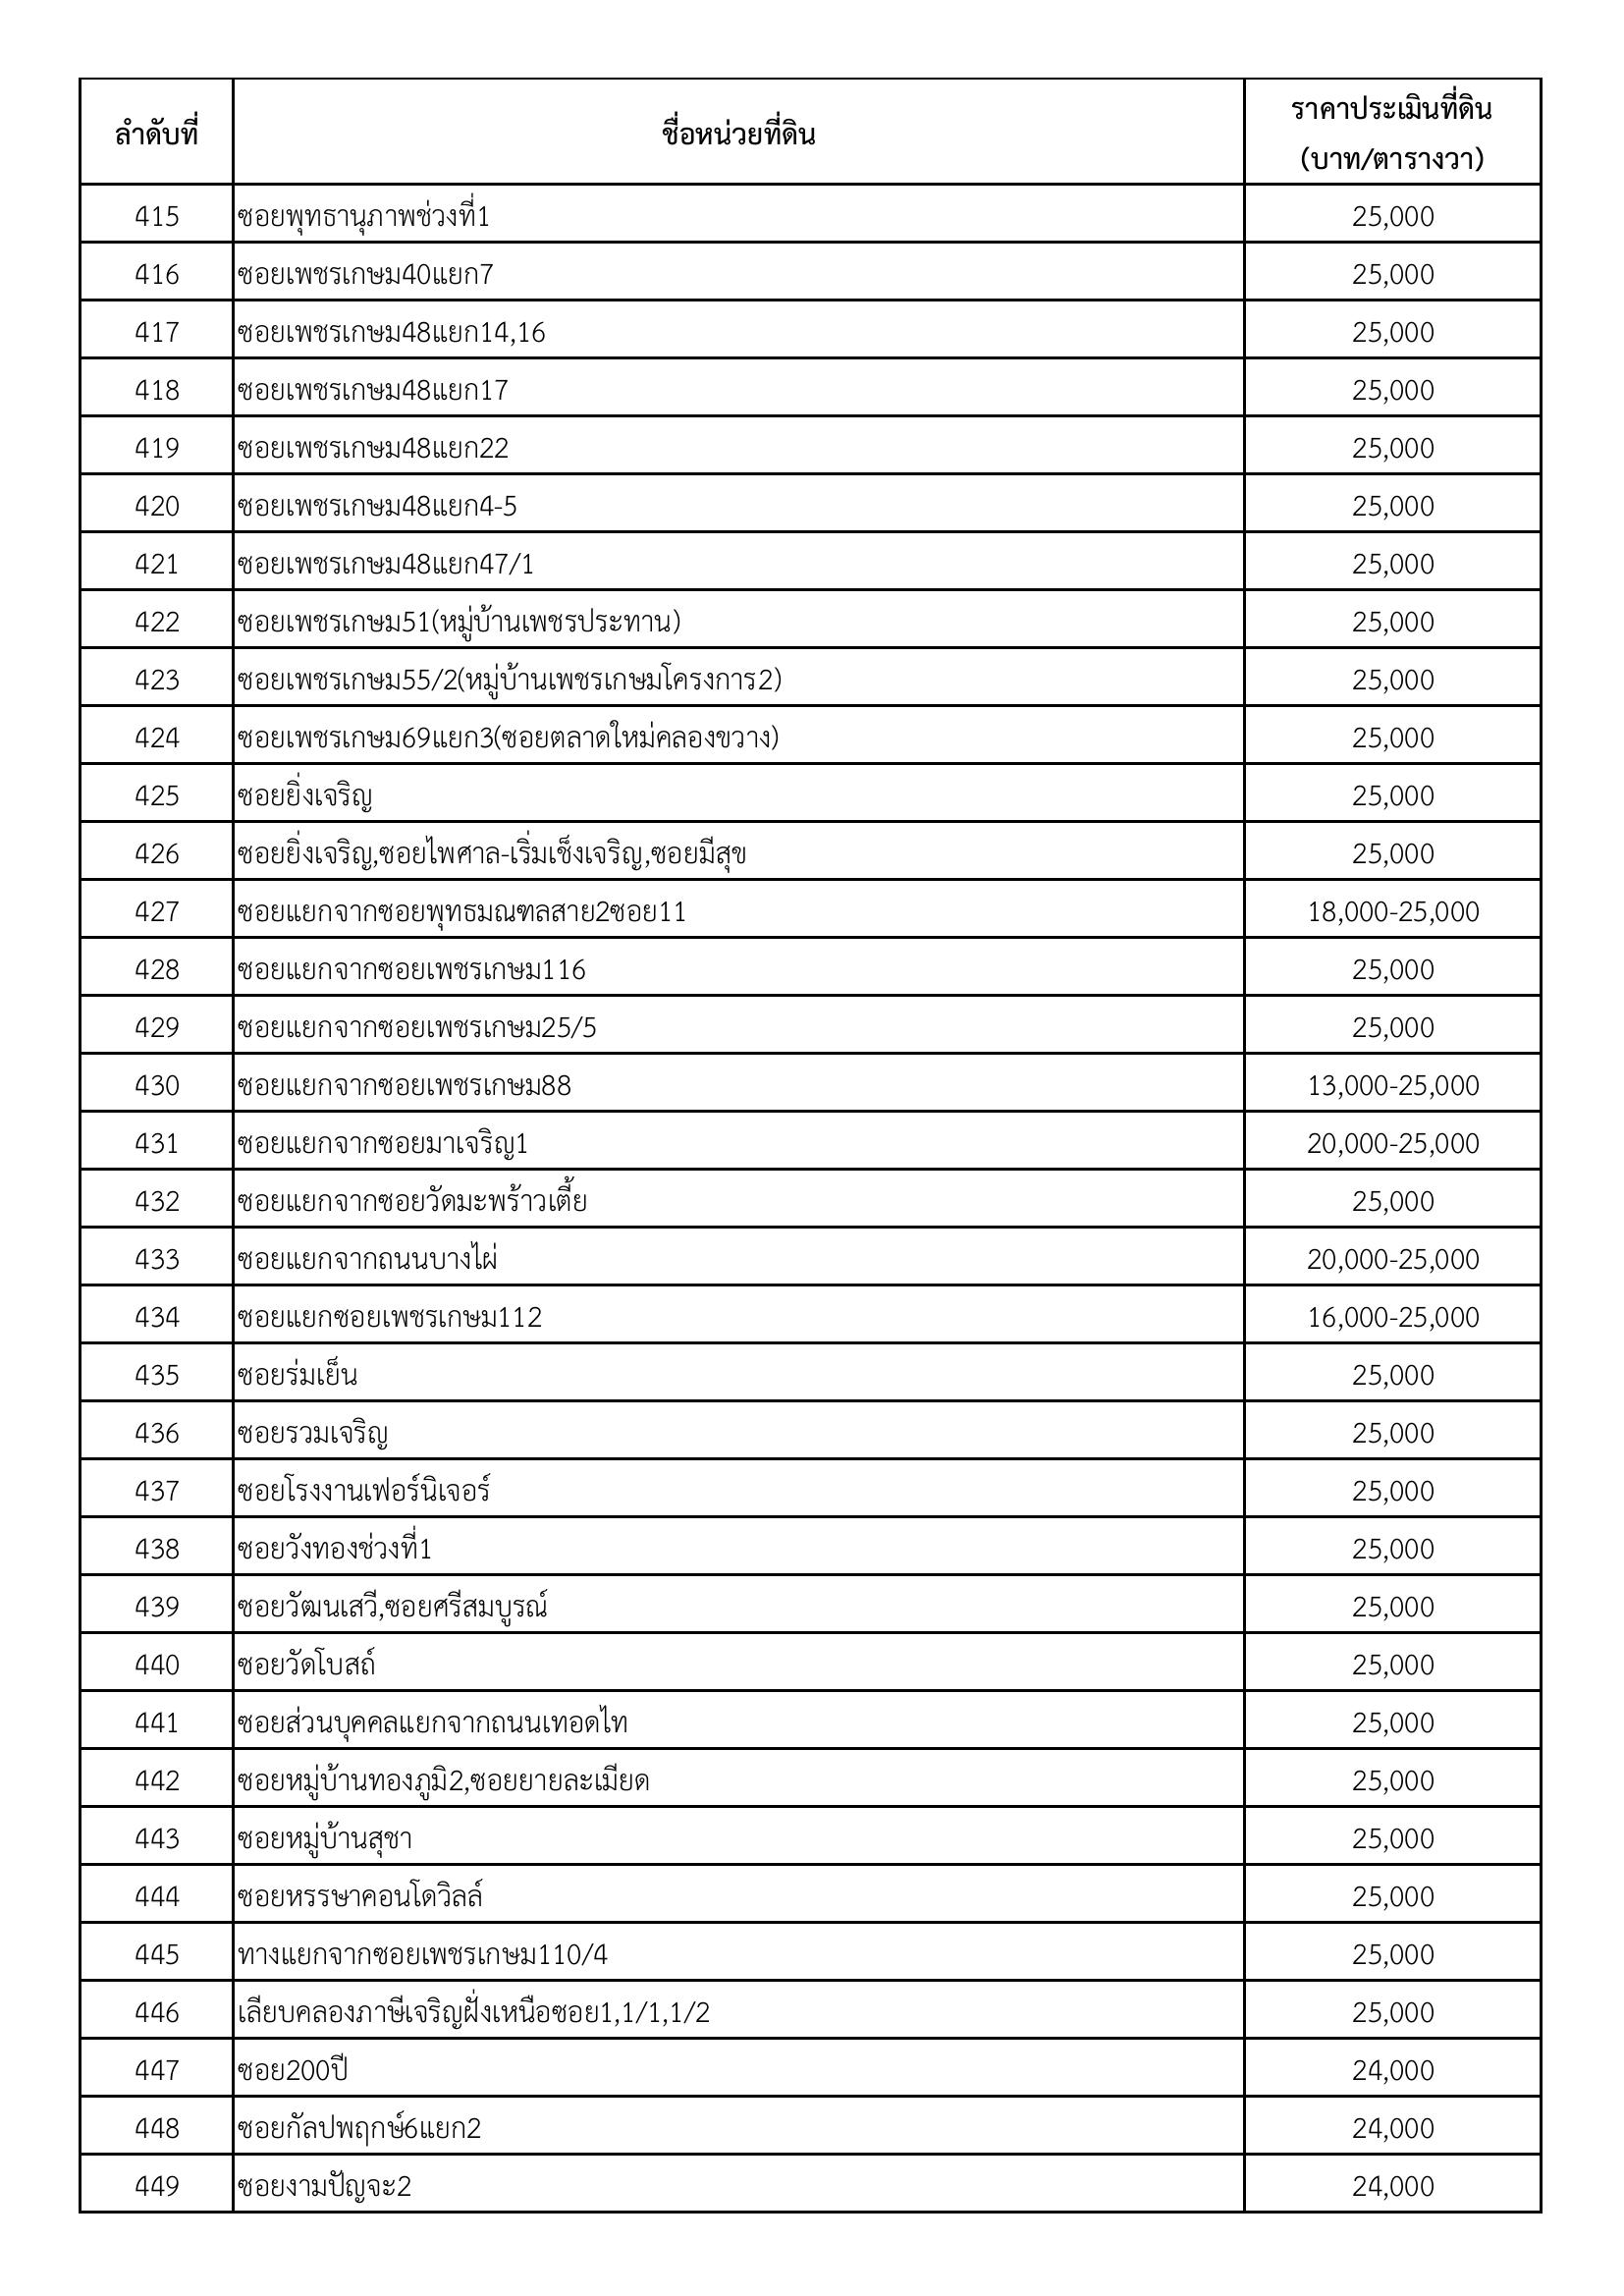 ลำดับที่ ชื่อหน่วยที่ดิน ราคาประเมินที่ดิน
(บาท/ตารางวา)
415 ซอยพุทธานุภาพช่วงที่1 25,000
416 ซอยเพชรเกษม40แยก7 25,000
417 ซอยเพชรเกษม48แยก14,16 25,000
418 ซอยเพชรเกษม48แยก17 25,000
419 ซอยเพชรเกษม48แยก22 25,000
420 ซอยเพชรเกษม48แยก4-5 25,000
421 ซอยเพชรเกษม48แยก47/1 25,000
422 ซอยเพชรเกษม51(หมู่บ้านเพชรประทาน) 25,000
423 ซอยเพชรเกษม55/2(หมู่บ้านเพชรเกษมโครงการ2) 25,000
424 ซอยเพชรเกษม69แยก3(ซอยตลาดใหม่คลองขวาง) 25,000
425 ซอยยิ่งเจริญ 25,000
426 ซอยยิ่งเจริญ,ซอยไพศาล-เริ่มเช็งเจริญ,ซอยมีสุข 25,000
427 ซอยแยกจากซอยพุทธมณฑลสาย2ซอย11 18,000-25,000
428 ซอยแยกจากซอยเพชรเกษม116 25,000
429 ซอยแยกจากซอยเพชรเกษม25/5 25,000
430 ซอยแยกจากซอยเพชรเกษม88 13,000-25,000
431 ซอยแยกจากซอยมาเจริญ1 20,000-25,000
432 ซอยแยกจากซอยวัดมะพร้าวเตี้ย 25,000
433 ซอยแยกจากถนนบางไผ่ 20,000-25,000
434 ซอยแยกซอยเพชรเกษม112 16,000-25,000
435 ซอยร่มเย็น 25,000
436 ซอยรวมเจริญ 25,000
437 ซอยโรงงานเฟอร์นิเจอร์ 25,000
438 ซอยวังทองช่วงที่1 25,000
439 ซอยวัฒนเสวี,ซอยศรีสมบูรณ์ 25,000
440 ซอยวัดโบสถ์ 25,000
441 ซอยส่วนบุคคลแยกจากถนนเทอดไท 25,000
442 ซอยหมู่บ้านทองภูมิ2,ซอยยายละเมียด 25,000
443 ซอยหมู่บ้านสุชา 25,000
444 ซอยหรรษาคอนโดวิลล์ 25,000
445 ทางแยกจากซอยเพชรเกษม110/4 25,000
446 เลียบคลองภาษีเจริญฝั่งเหนือซอย1,1/1,1/2 25,000
447 ซอย200ปี 24,000
448 ซอยกัลปพฤกษ์6แยก2 24,000
449 ซอยงามปัญจะ2 24,000